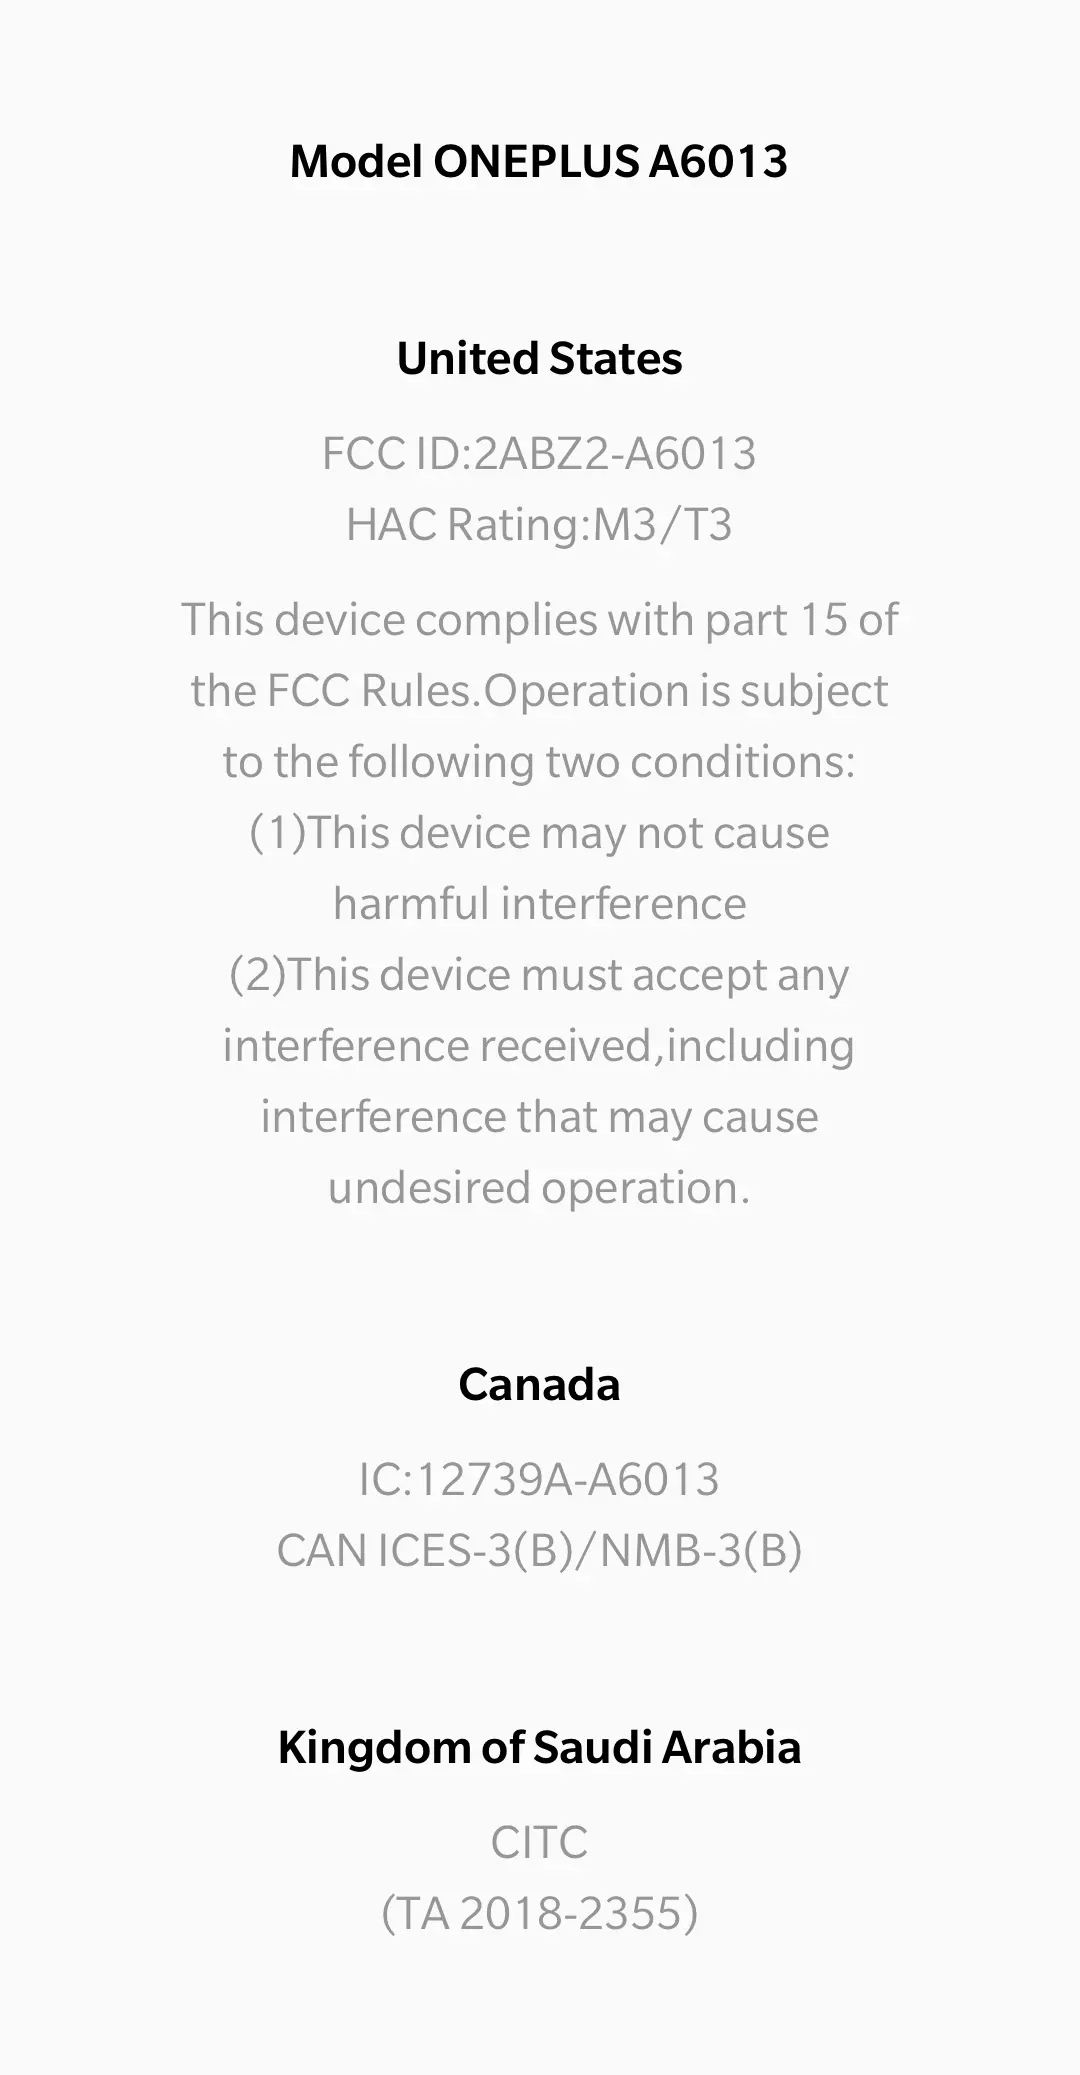 Model ONEPLUS A6013
United States
FCC ID:2ABZ2-A6013
HAC Rating:M3/T3
This device complies with part 15 of
the FCC Rules.Operation is subject
to the following two conditions:
(1)This device may not cause
harmful interference
(2)This device must accept any
interference received,including
interference that may cause
undesired operation.
Canada
IC:12739A-A6013
CAN ICES-3(B)/NMB-3(B)
Kingdom of Saudi Arabia
CITC
(TA 2018-2355)